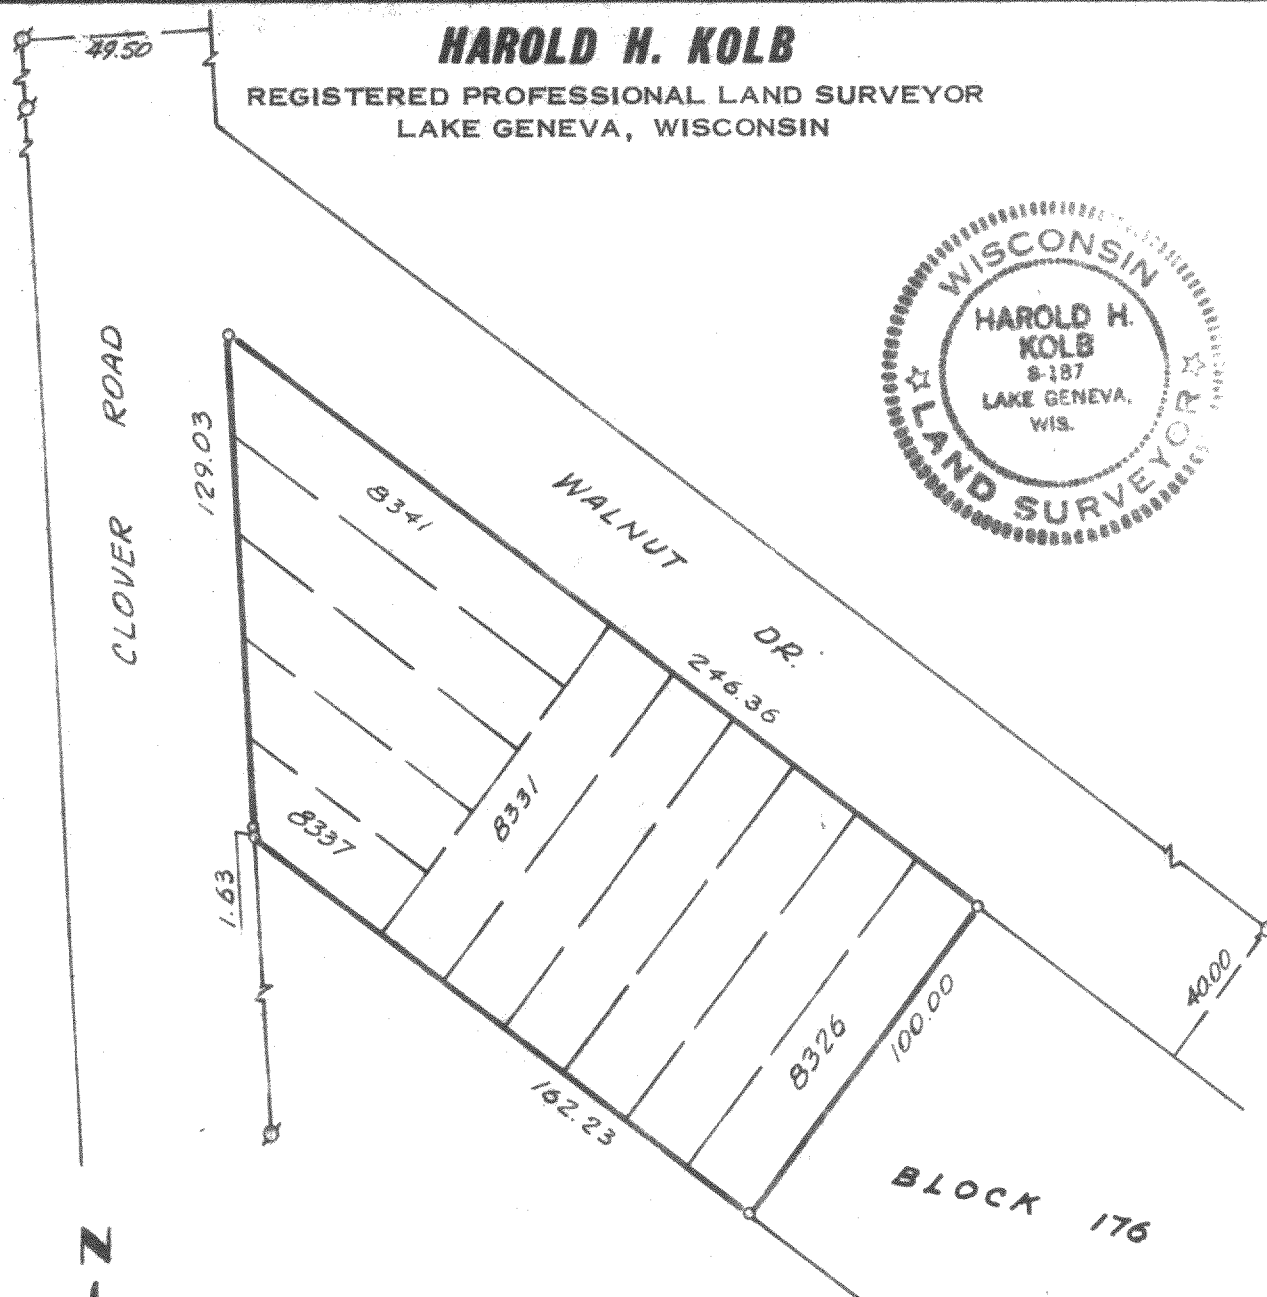 49.50
HAROLD H. KOLB
REGISTERED PROFESSIONAL LAND SURVEYOR
LAKE GENEVA, WISCONSIN
WISCONSIN
HAROLD H.
KOLB
S-187
LAKE GENEVA,
WIS.
LAND SURVEYOR
CLOVER ROAD
129.03
8341
WALNUT DR.
246.36
8331
8337
1.63
40.00
100.00
8326
162.23
BLOCK 176
N